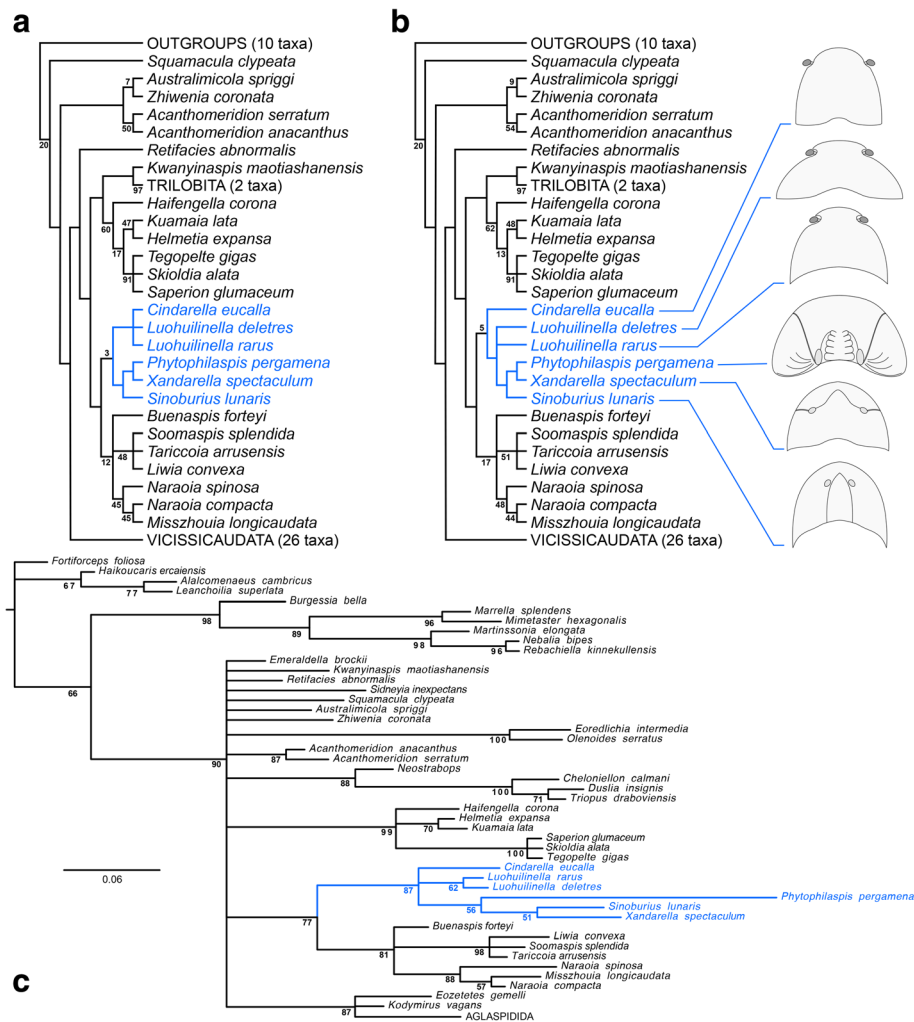 a
OUTGROUPS (10 taxa)
Squamacula clypeata
7
Australimicola spriggi
Zhiwenia coronata
Acanthomeridion serratum
50
Acanthomeridion anacanthus
20
Retifacies abnormalis
Kwanyinaspis maotiashanensis
97
TRILOBITA (2 taxa)
Haifengella corona
60
47
Kuamaia lata
Helmetia expansa
17
Tegopelte gigas
91
Skioldia alata
Saperion glumaceum
Cindarella eucalla
Luohuilinella deletres
Luohuilinella rarus
3
Phytophilaspis pergamena
Xandarella spectaculum
Sinoburius lunaris
Buenaspis forteyi
Soomaspis splendida
48
Tariccoia arrusensis
12
Liwia convexa
Naraoia spinosa
45
Naraoia compacta
45
Misszhouia longicaudata
VICISSICAUDATA (26 taxa)
b
OUTGROUPS (10 taxa)
Squamacula clypeata
9
Australimicola spriggi
Zhiwenia coronata
Acanthomeridion serratum
54
Acanthomeridion anacanthus
20
Retifacies abnormalis
Kwanyinaspis maotiashanensis
97
TRILOBITA (2 taxa)
Haifengella corona
62
48
Kuamaia lata
Helmetia expansa
13
Tegopelte gigas
91
Skioldia alata
Saperion glumaceum
Cindarella eucalla
5
Luohuilinella deletres
Luohuilinella rarus
Phytophilaspis pergamena
Xandarella spectaculum
Sinoburius lunaris
Buenaspis forteyi
Soomaspis splendida
51
Tariccoia arrusensis
17
Liwia convexa
Naraoia spinosa
48
Naraoia compacta
44
Misszhouia longicaudata
VICISSICAUDATA (26 taxa)
c
Fortiforceps foliosa
Haikoucaris ercaiensis
67
Alalcomenaeus cambricus
77
Leanchoilia superlata
Burgessia bella
98
Marrella splendens
96
Mimetaster hexagonalis
89
Martinssonia elongata
98
Nebalia bipes
96
Rebachiella kinnekullensis
66
Emeraldella brockii
Kwanyinaspis maotiashanensis
Retifacies abnormalis
Sidneyia inexpectans
Squamacula clypeata
Australimicola spriggi
Zhiwenia coronata
Eoredlichia intermedia
100
Olenoides serratus
Acanthomeridion anacanthus
87
Acanthomeridion serratum
90
Neostrabops
88
Cheloniellon calmani
100
Duslia insignis
71
Triopus draboviensis
Haifengella corona
Helmetia expansa
99
70
Kuamaia lata
Saperion glumaceum
100
Skioldia alata
Tegopelte gigas
0.06
Cindarella eucalla
Luohuilinella rarus
87
62
Luohuilinella deletres
Phytophilaspis pergamena
56
Sinoburius lunaris
51
Xandarella spectaculum
77
Buenaspis forteyi
Liwia convexa
81
98
Soomaspis splendida
Tariccoia arrusensis
Naraoia spinosa
88
Misszhouia longicaudata
57
Naraoia compacta
Eozetetes gemelli
87
Kodymirus vagans
AGLASPIDIDA